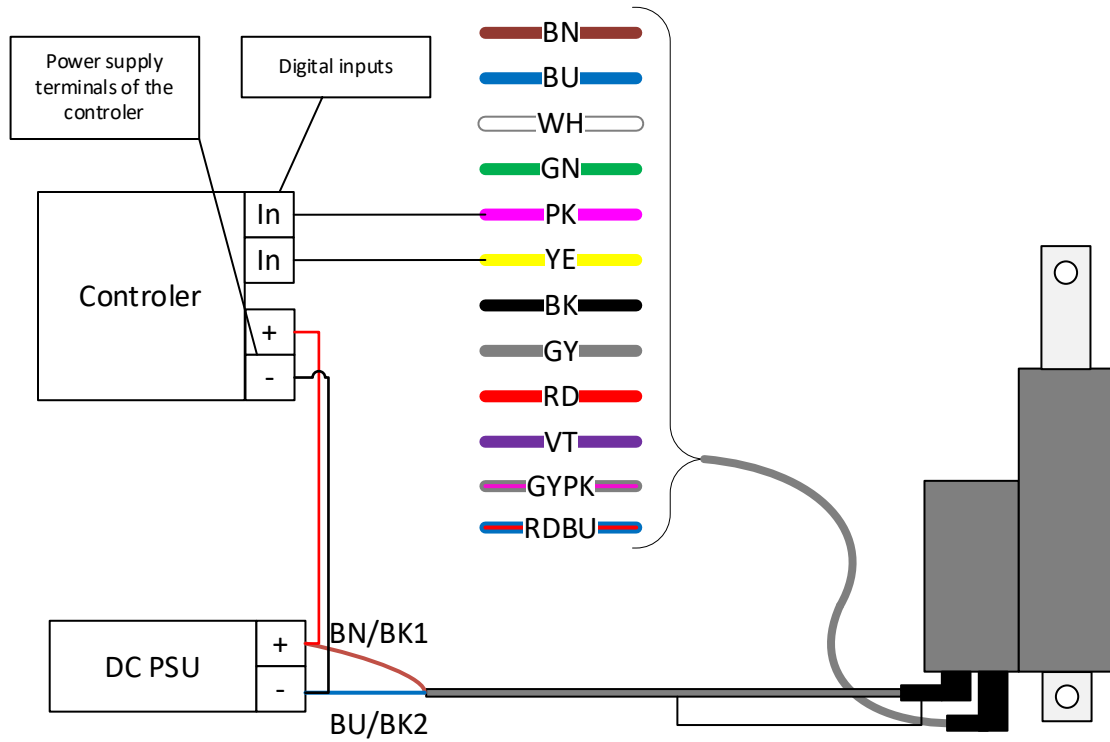 Power supply
terminals of the
controler
Digital inputs
BN
BU
WH
GN
PK
YE
BK
GY
RD
VT
GYPK
RDBU
In
In
Controler
+
-
DC PSU
+
-
BN/BK1
BU/BK2